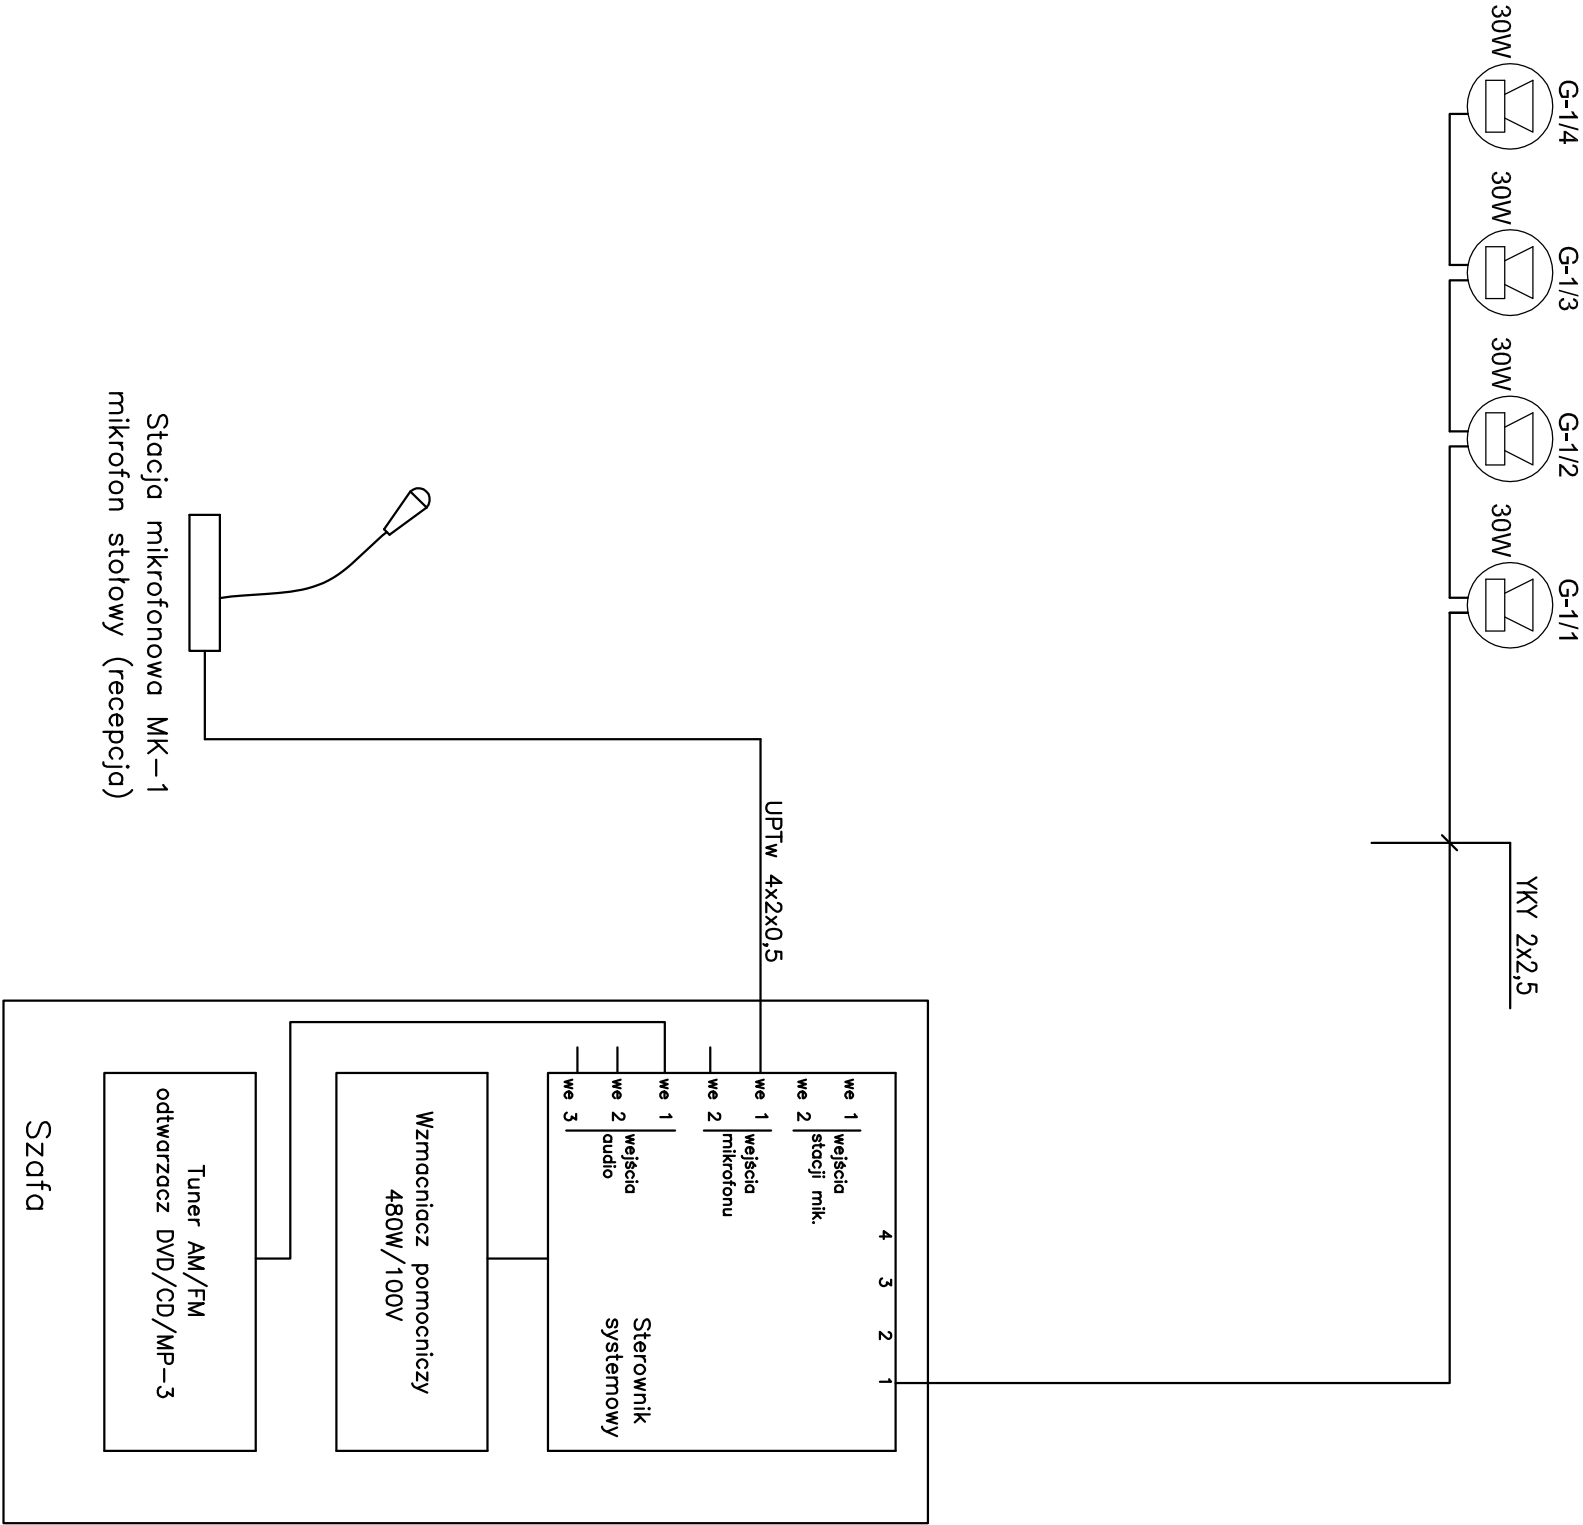 G-1/4
30W
G-1/3
30W
G-1/2
30W
G-1/1
30W
YKY 2x2,5
UPTw 4x2x0,5
Stacja mikrofonowa MK-1
mikrofon stołowy (recepcja)
4
3
2
1
we 1
we 2
wejścia
stacji mik.
we 1
we 2
wejścia
mikrofonu
we 1
we 2
we 3
wejścia
audio
Sterownik
systemowy
Wzmacniacz pomocniczy
480W/100V
Tuner AM/FM
odtwarzacz DVD/CD/MP-3
Szafa